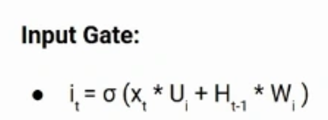 Input Gate:
● iₜ = σ (xₜ * Uᵢ + Hₜ₋₁ * Wᵢ )